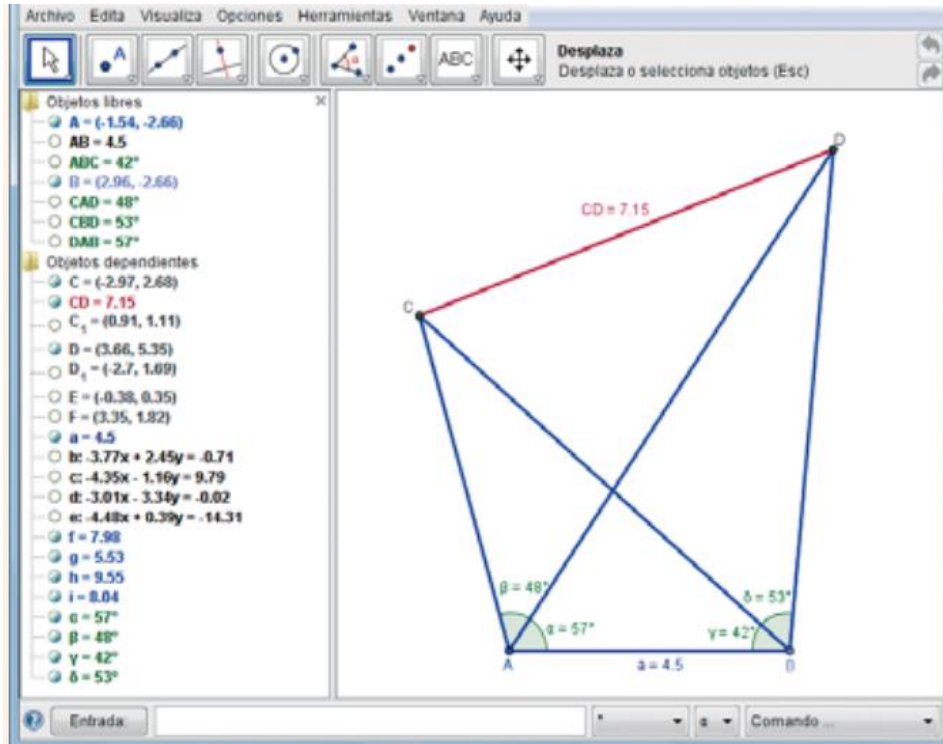 Archivo Edita Visualiza Opciones Herramientas Ventana Ayuda
A
α
ABC
Desplaza
Desplaza o selecciona objetos (Esc)
Objetos libres
A = (-1.54, -2.66)
AB = 4.5
ABC = 42°
B = (2.96, -2.66)
CAD = 48°
CBD = 53°
DAB = 57°
Objetos dependientes
C = (-2.97, 2.68)
CD = 7.15
C₁ = (0.91, 1.11)
D = (3.66, 5.35)
D₁ = (-2.7, 1.69)
E = (-0.38, 0.35)
F = (3.35, 1.82)
a = 4.5
b: -3.77x + 2.45y = -0.71
c: -4.35x - 1.16y = 9.79
d: -3.01x - 3.34y = -0.02
e: -4.48x + 0.39y = -14.31
f = 7.98
g = 5.53
h = 9.55
i = 8.04
α = 57°
β = 48°
γ = 42°
δ = 53°
D
CD = 7.15
C
β = 48°
δ = 53°
α = 57°
γ = 42°
A
a = 4.5
B
Entrada:
°
α
Comando ...